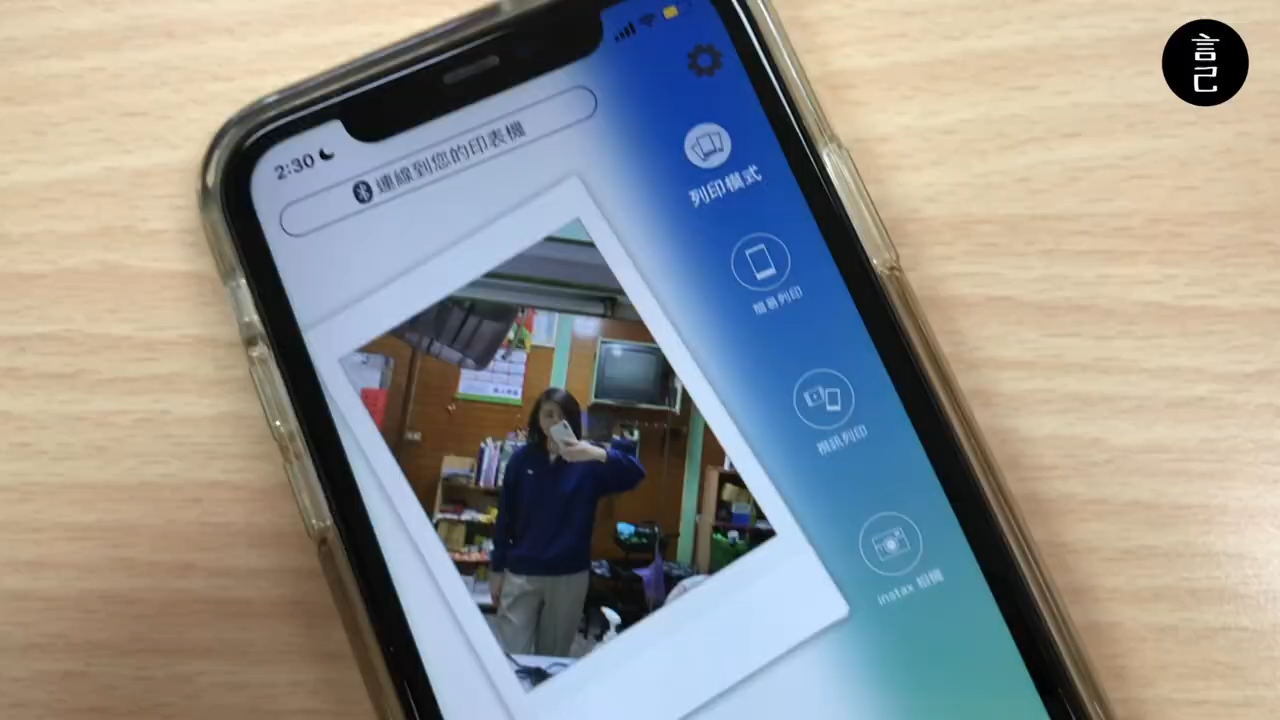 言
己
2:30
連線到您的印表機
列印模式
簡易列印
視訊列印
instax 相機